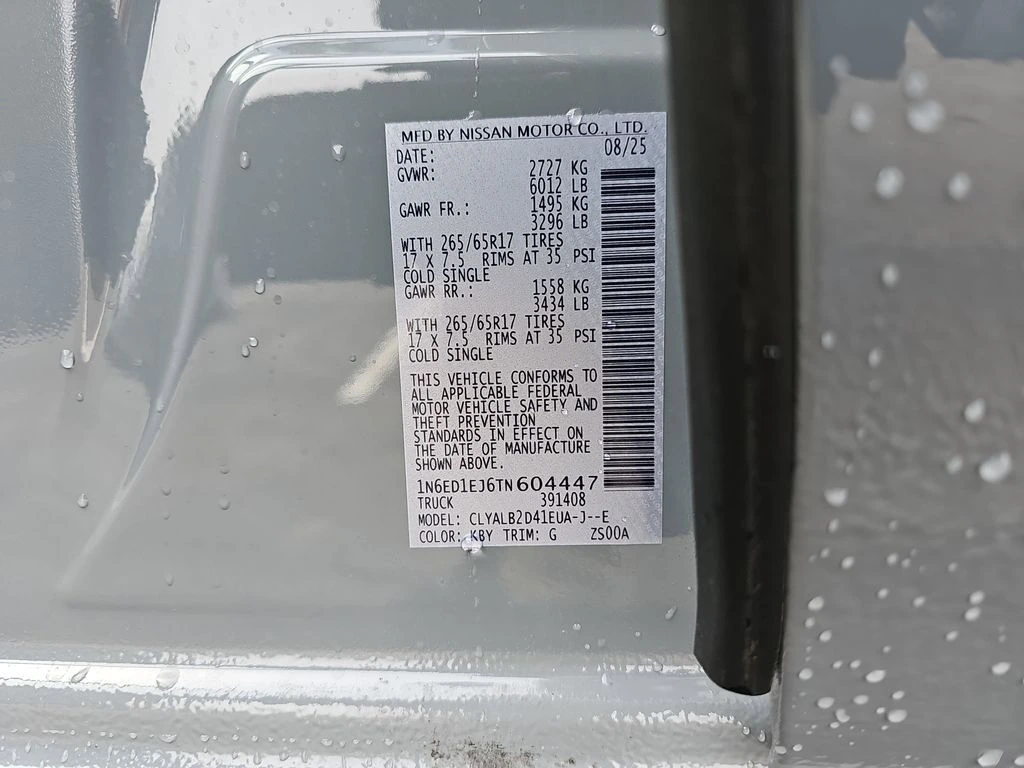 MFD BY NISSAN MOTOR CO., LTD.
DATE: 08/25
GVWR: 2727 KG
6012 LB
GAWR FR.: 1495 KG
3296 LB
WITH 265/65R17 TIRES
17 X 7.5 RIMS AT 35 PSI
COLD SINGLE
GAWR RR.: 1558 KG
3434 LB
WITH 265/65R17 TIRES
17 X 7.5 RIMS AT 35 PSI
COLD SINGLE
THIS VEHICLE CONFORMS TO
ALL APPLICABLE FEDERAL
MOTOR VEHICLE SAFETY AND
THEFT PREVENTION
STANDARDS IN EFFECT ON
THE DATE OF MANUFACTURE
SHOWN ABOVE.
1N6ED1EJ6TN604447
TRUCK 391408
MODEL: CLYALB2D41EUA-J--E
COLOR: KBY TRIM: G ZS00A